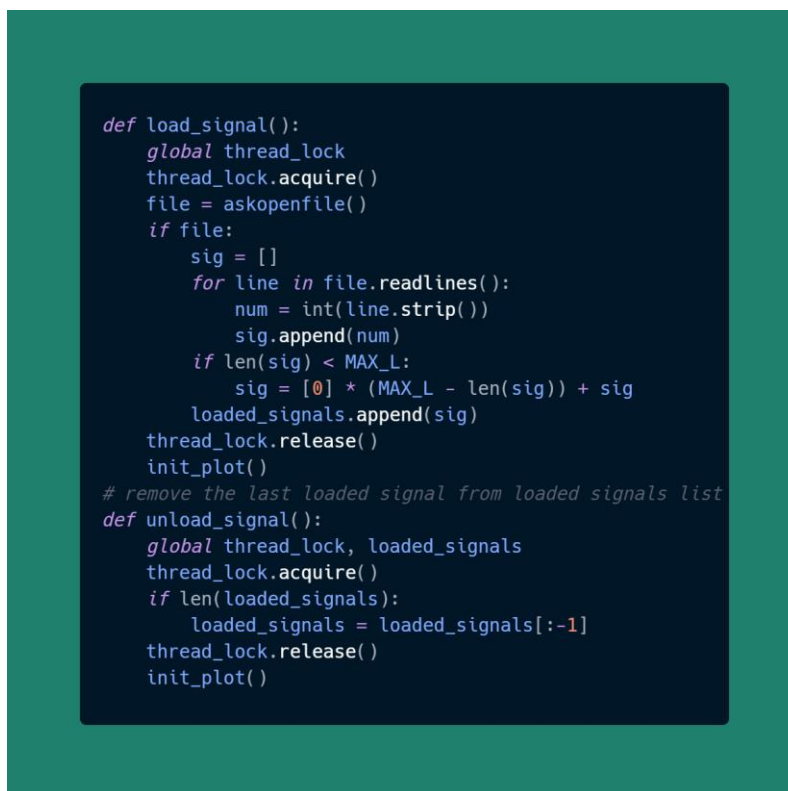 def load_signal():
    global thread_lock
    thread_lock.acquire()
    file = askopenfile()
    if file:
        sig = []
        for line in file.readlines():
            num = int(line.strip())
            sig.append(num)
        if len(sig) < MAX_L:
            sig = [0] * (MAX_L - len(sig)) + sig
        loaded_signals.append(sig)
    thread_lock.release()
    init_plot()
# remove the last loaded signal from loaded signals list
def unload_signal():
    global thread_lock, loaded_signals
    thread_lock.acquire()
    if len(loaded_signals):
        loaded_signals = loaded_signals[:-1]
    thread_lock.release()
    init_plot()